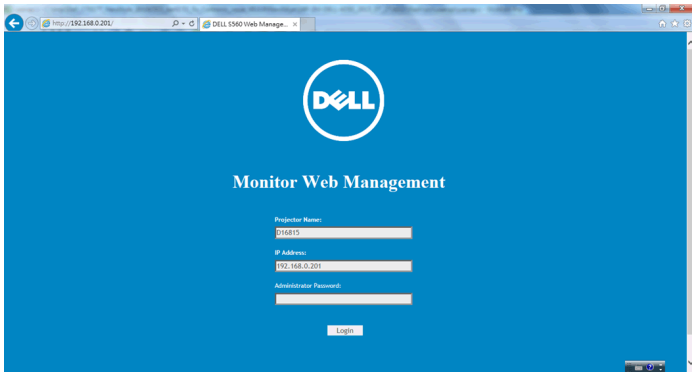 http://192.168.0.201/
DELL S560 Web Manage...
DELL
Monitor Web Management
Projector Name:
D16815
IP Address:
192.168.0.201
Administrator Password:
Login